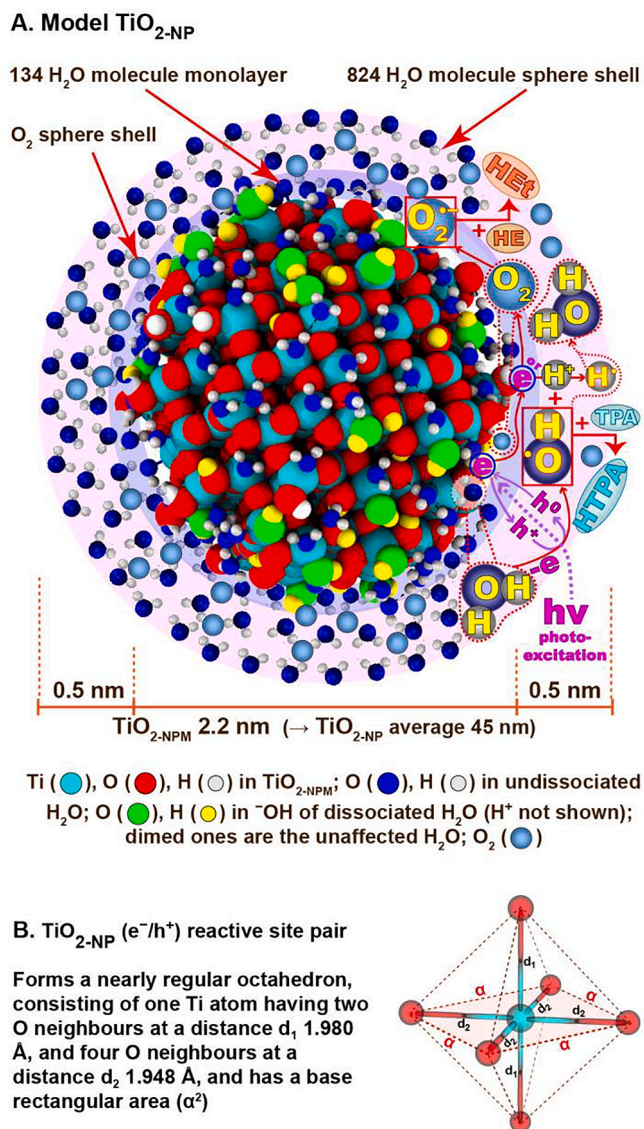 A. Model TiO₂₋NP
134 H₂O molecule monolayer
824 H₂O molecule sphere shell
O₂ sphere shell
HEt
O₂•−
+
HE
O₂
H
H
O
or
e
H⁺
H•
+
H
•O
+
TPA
HTPA
e
h⁰
h⁺
-e
O
H
H
hν
photo-
excitation
0.5 nm
0.5 nm
TiO₂₋NPM 2.2 nm (→ TiO₂₋NP average 45 nm)
Ti ( ), O ( ), H ( ) in TiO₂₋NPM; O ( ), H ( ) in undissociated
H₂O; O ( ), H ( ) in ⁻OH of dissociated H₂O (H⁺ not shown);
dimed ones are the unaffected H₂O; O₂ ( )
B. TiO₂₋NP (e⁻/h⁺) reactive site pair
Forms a nearly regular octahedron,
consisting of one Ti atom having two
O neighbours at a distance d₁ 1.980
Å, and four O neighbours at a
distance d₂ 1.948 Å, and has a base
rectangular area (α²)
d₁
α
α
d₂
d₂
d₂
d₂
α
α
d₁